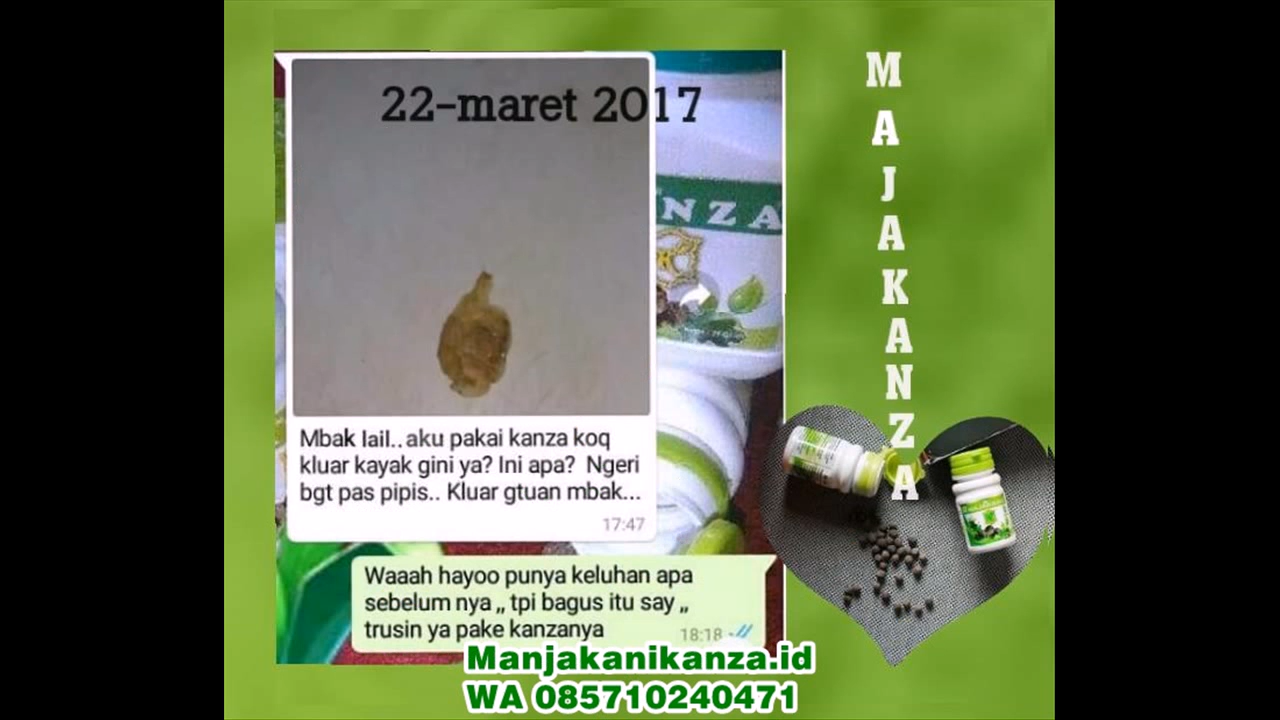 22-maret 2017
NZA
Mbak lail..aku pakai kanza koq
kluar kayak gini ya? Ini apa? Ngeri
bgt pas pipis.. Kluar gtuan mbak...
17:47
Waaah hayoo punya keluhan apa
sebelum nya ,, tpi bagus itu say ,,
trusin ya pake kanzanya
18:18
MAJAKANZA
Manjakanikanza.id
WA 085710240471